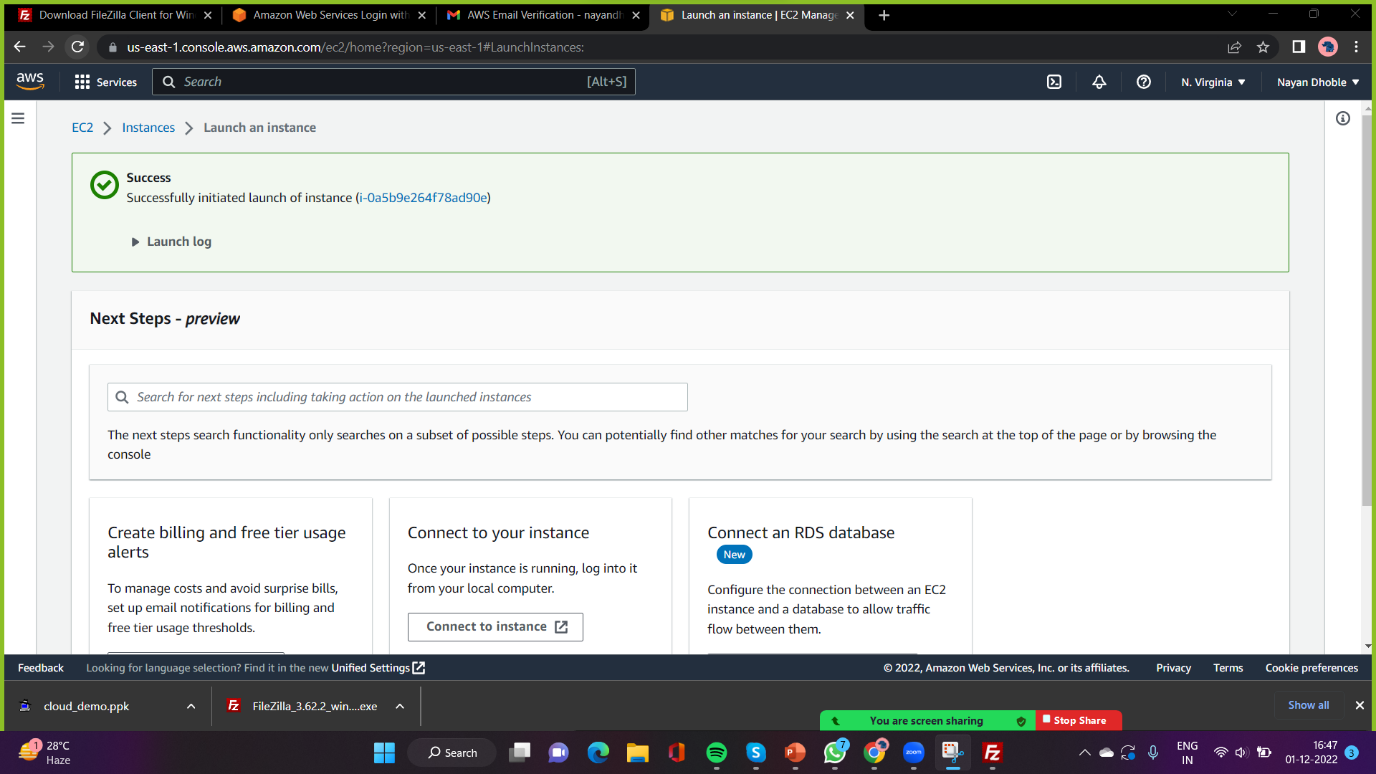 Download FileZilla Client for Win
Amazon Web Services Login with
AWS Email Verification - nayandh
Launch an instance | EC2 Manage
us-east-1.console.aws.amazon.com/ec2/home?region=us-east-1#LaunchInstances:
aws
Services
Search
[Alt+S]
N. Virginia
Nayan Dhoble
EC2
Instances
Launch an instance
Success
Successfully initiated launch of instance (i-0a5b9e264f78ad90e)
Launch log
Next Steps - preview
Search for next steps including taking action on the launched instances
The next steps search functionality only searches on a subset of possible steps. You can potentially find other matches for your search by using the search at the top of the page or by browsing the
console
Create billing and free tier usage
alerts
To manage costs and avoid surprise bills,
set up email notifications for billing and
free tier usage thresholds.
Connect to your instance
Once your instance is running, log into it
from your local computer.
Connect to instance
Connect an RDS database
New
Configure the connection between an EC2
instance and a database to allow traffic
flow between them.
Feedback
Looking for language selection? Find it in the new Unified Settings
© 2022, Amazon Web Services, Inc. or its affiliates.
Privacy
Terms
Cookie preferences
cloud_demo.ppk
FileZilla_3.62.2_win....exe
Show all
You are screen sharing
Stop Share
1
28°C
Haze
Search
7
zoom
ENG
IN
16:47
01-12-2022
3